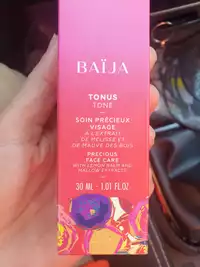 BAÏJA
TONUS
TONE
SOIN PRÉCIEUX
VISAGE
À L'EXTRAIT
DE MÉLISSE ET
DE MAUVE DES BOIS
PRECIOUS
FACE CARE
WITH LEMON BALM AND
MALLOW EXTRACTS
30 ML - 1.01 FL.OZ